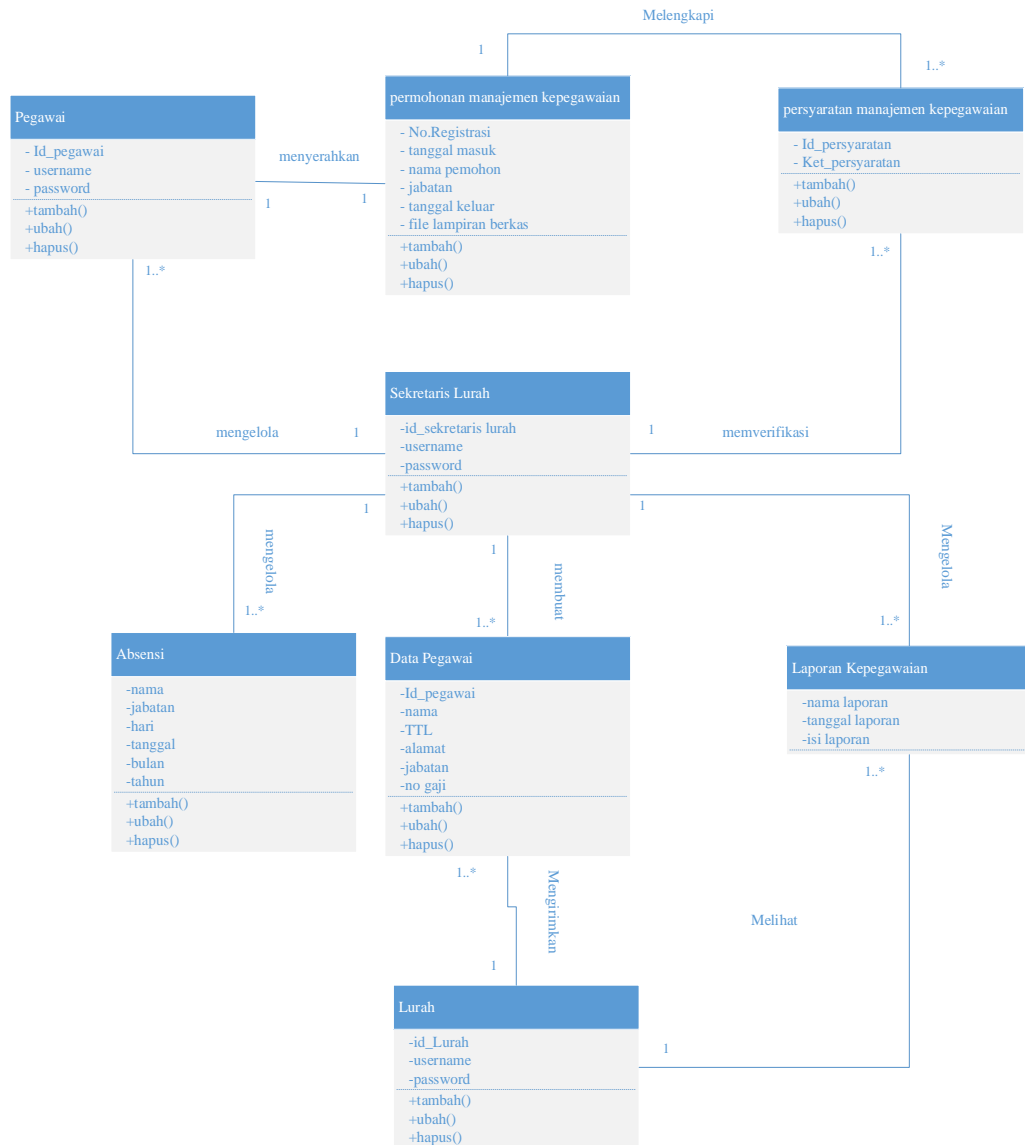 Melengkapi
1
1..*
permohonan manajemen kepegawaian
- No.Registrasi
- tanggal masuk
- nama pemohon
- jabatan
- tanggal keluar
- file lampiran berkas
+tambah()
+ubah()
+hapus()
persyaratan manajemen kepegawaian
- Id_persyaratan
- Ket_persyaratan
+tambah()
+ubah()
+hapus()
Pegawai
- Id_pegawai
- username
- password
+tambah()
+ubah()
+hapus()
menyerahkan
1
1
1..*
1..*
Sekretaris Lurah
-id_sekretaris lurah
-username
-password
+tambah()
+ubah()
+hapus()
mengelola
1
1
memverifikasi
1
1
1
mengelola
membuat
Mengelola
1..*
1..*
1..*
Absensi
-nama
-jabatan
-hari
-tanggal
-bulan
-tahun
+tambah()
+ubah()
+hapus()
Data Pegawai
-Id_pegawai
-nama
-TTL
-alamat
-jabatan
-no gaji
+tambah()
+ubah()
+hapus()
Laporan Kepegawaian
-nama laporan
-tanggal laporan
-isi laporan
1..*
1..*
Mengirimkan
Melihat
1
1
Lurah
-id_Lurah
-username
-password
+tambah()
+ubah()
+hapus()